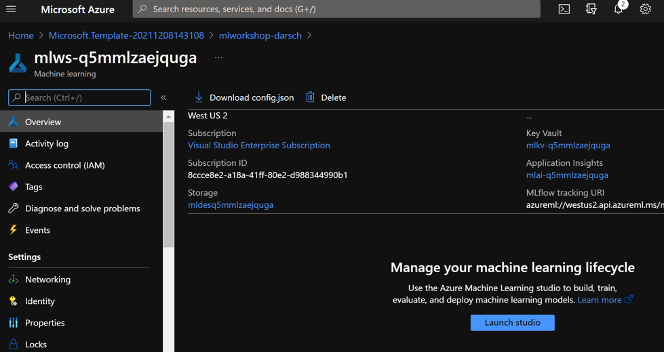 Microsoft Azure
Search resources, services, and docs (G+/)
2
Home > Microsoft.Template-20211208143108 > mlworkshop-darsch >
mlws-q5mmlzaejquga ...
Machine learning
Search (Ctrl+/)
«
Download config.json
Delete
Overview
Activity log
Access control (IAM)
Tags
Diagnose and solve problems
Events
Settings
Networking
Identity
Properties
Locks
West US 2
--
Subscription
Key Vault
Visual Studio Enterprise Subscription
mlkv-q5mmlzaejquga
Subscription ID
Application Insights
8ccce8e2-a18a-41ff-80e2-d988344990b1
mlai-q5mmlzaejquga
Storage
MLflow tracking URI
mldesq5mmlzaejquga
azureml://westus2.api.azureml.ms/
Manage your machine learning lifecycle
Use the Azure Machine Learning studio to build, train,
evaluate, and deploy machine learning models. Learn more
Launch studio